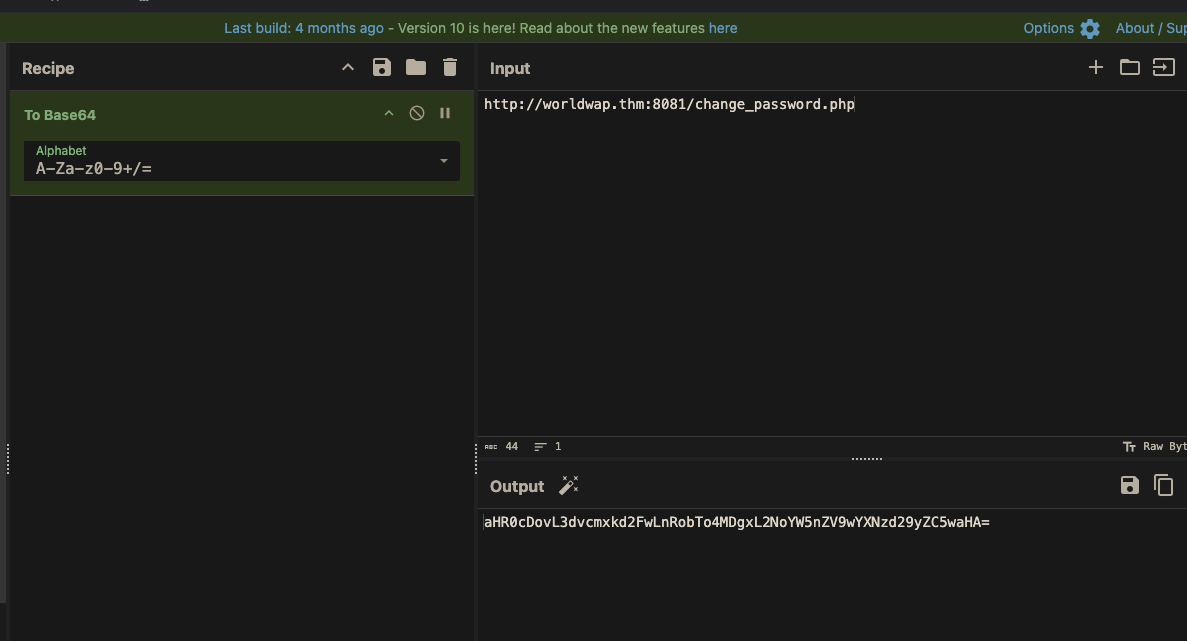 Last build: 4 months ago - Version 10 is here! Read about the new features here
Options
About / Sup
Recipe
To Base64
Alphabet
A-Za-z0-9+/=
Input
http://worldwap.thm:8081/change_password.php
ABC 44
1
Tr Raw Byt
Output
aHR0cDovL3dvcmxkd2FwLnRobTo4MDgxL2NoYW5nZV9wYXNzd29yZC5waHA=